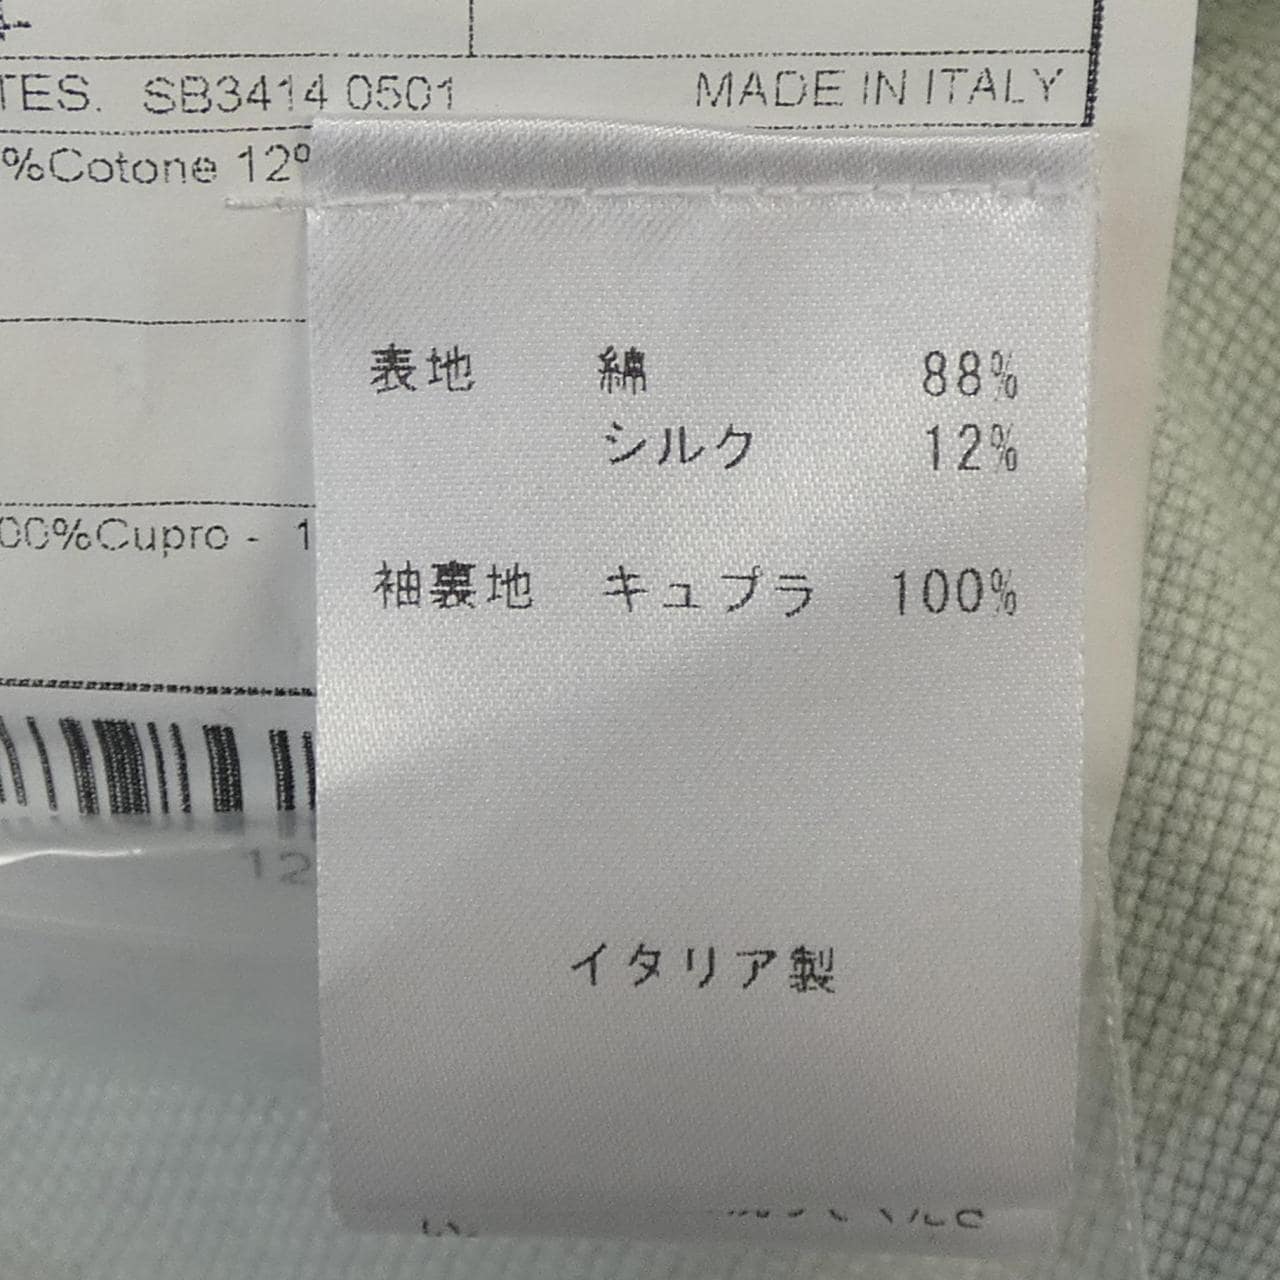 TES. SB3414 0501 MADE IN ITALY
%Cotone 12%
表地 綿 88%
シルク 12%
00%Cupro - 1
袖裏地 キュプラ 100%
12
イタリア製